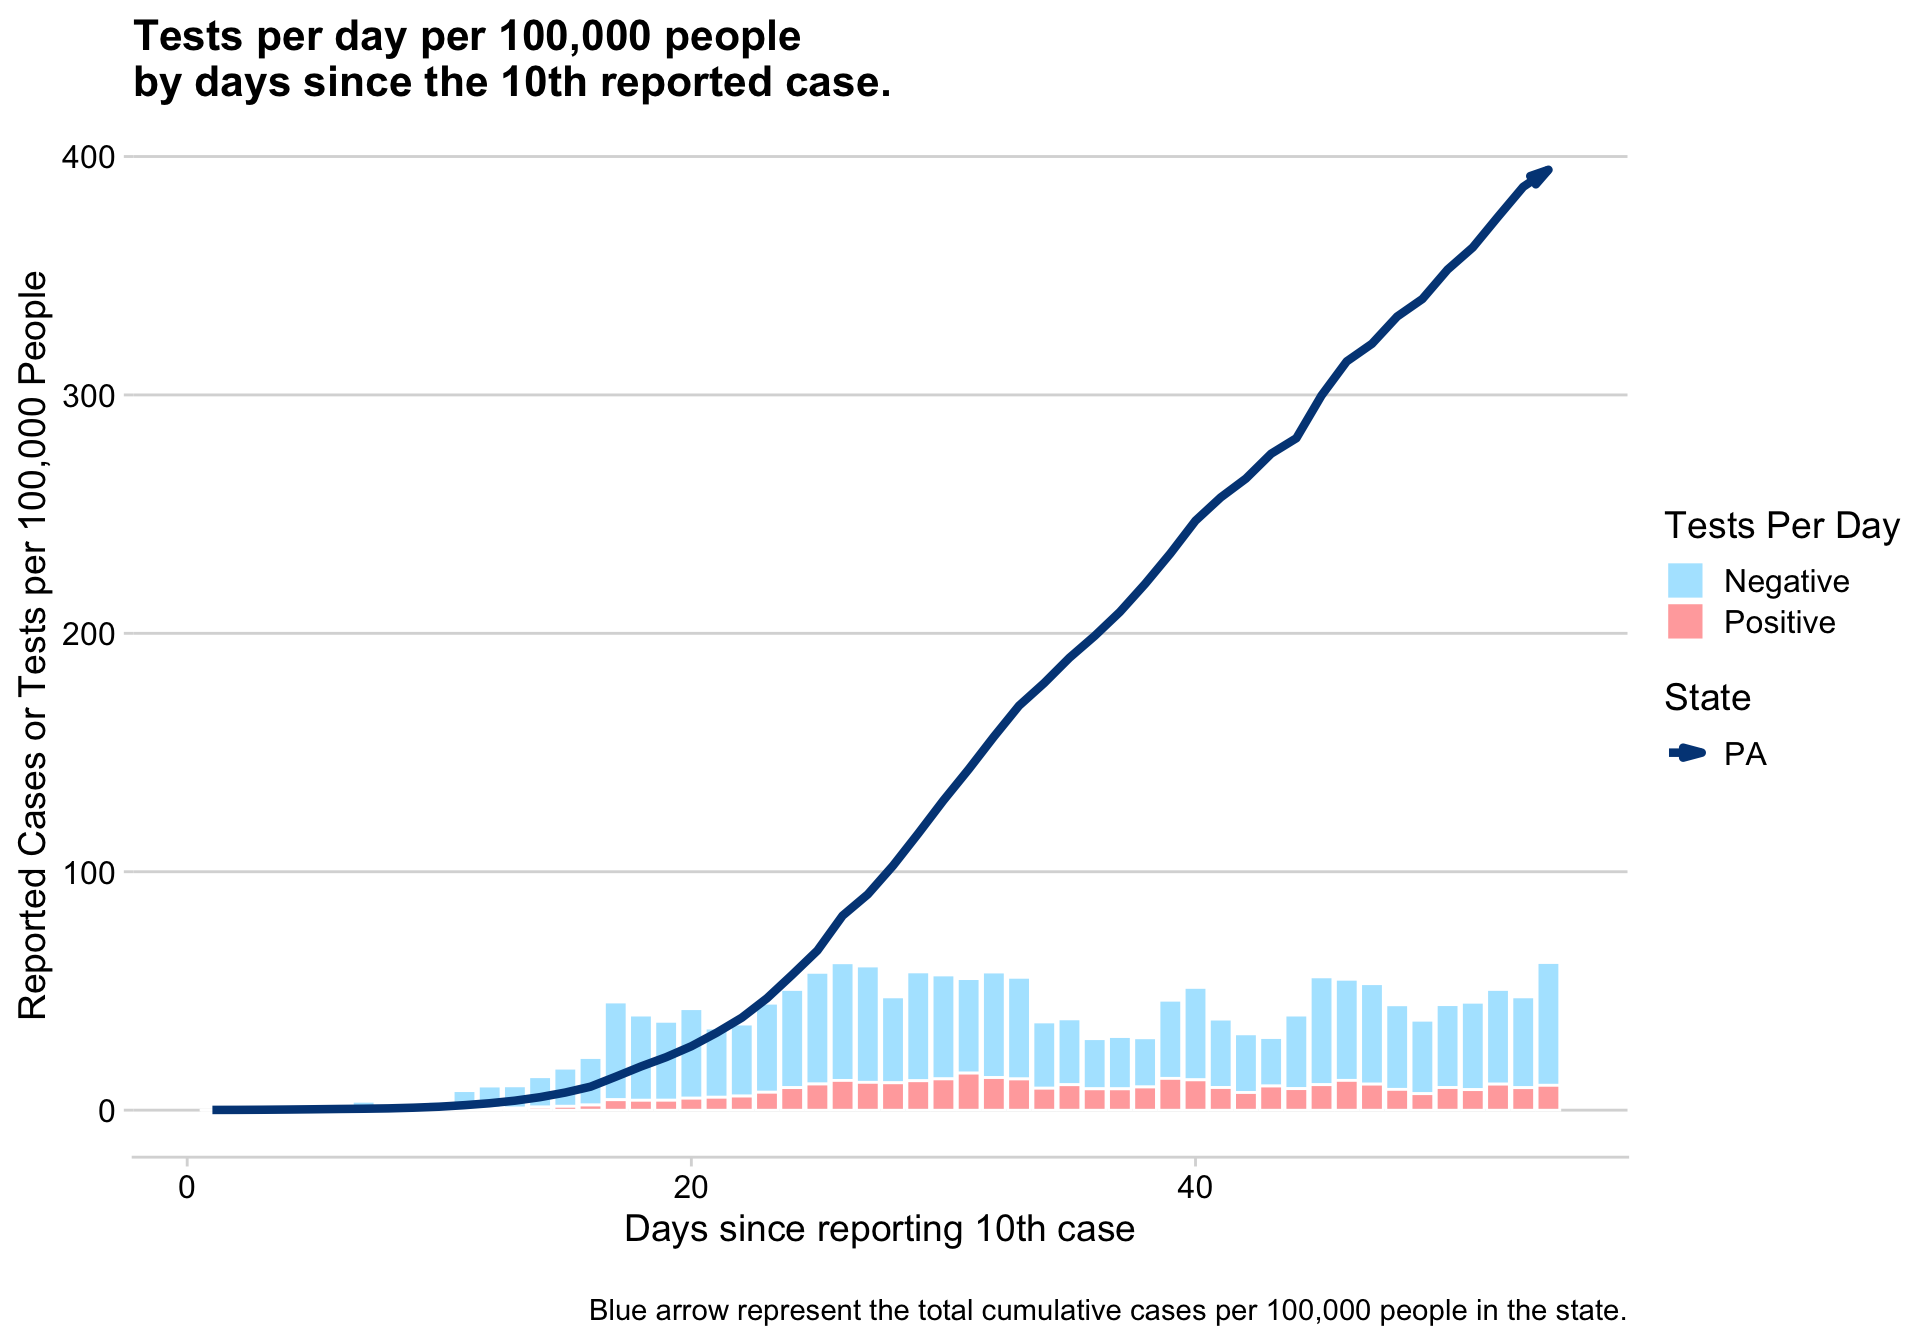 Tests per day per 100,000 people
by days since the 10th reported case.
Reported Cases or Tests per 100,000 People
400
300
200
100
0
0
20
40
Days since reporting 10th case
Tests Per Day
Negative
Positive
State
PA
Blue arrow represent the total cumulative cases per 100,000 people in the state.